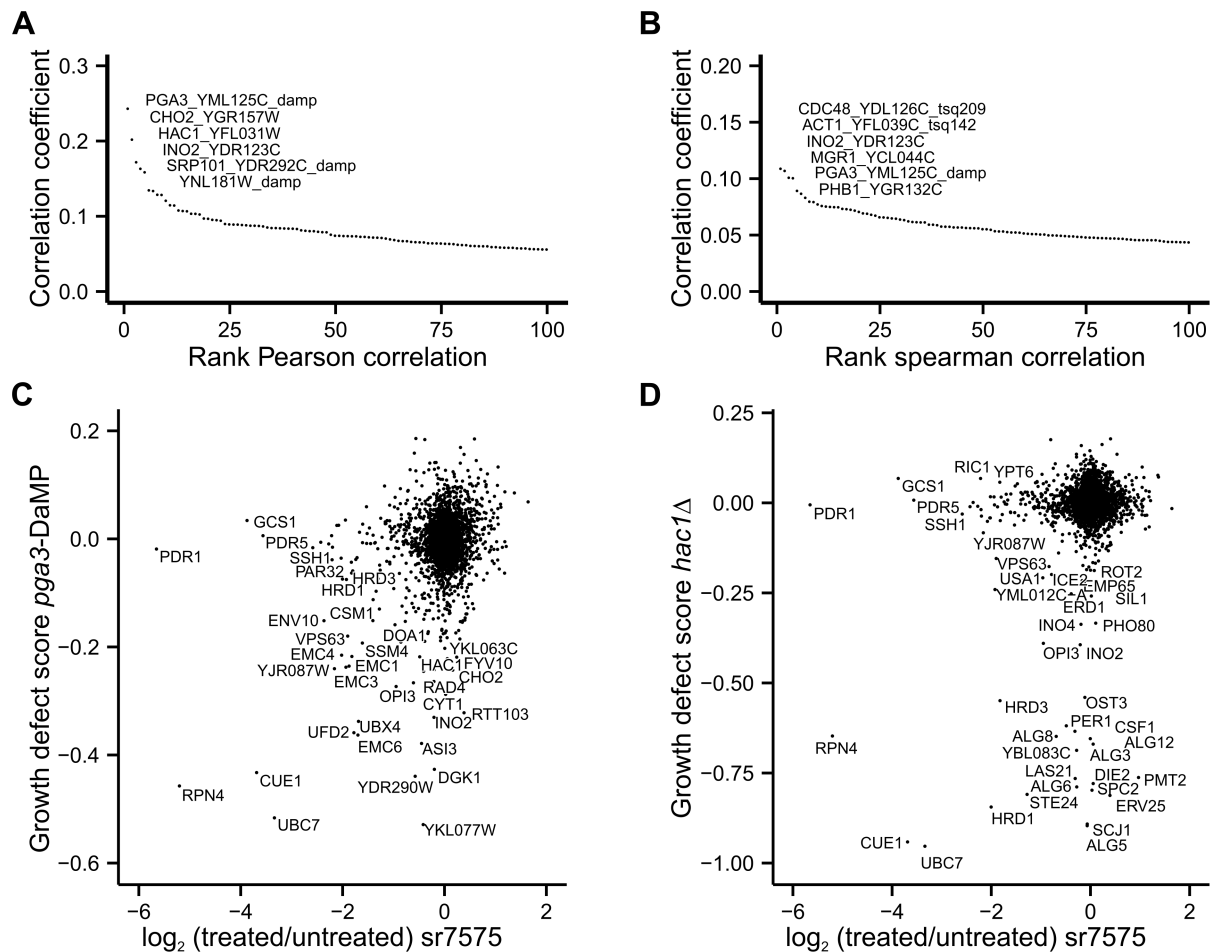 A
Correlation coefficient
0.3
0.2
0.1
0.0
PGA3_YML125C_damp
CHO2_YGR157W
HAC1_YFL031W
INO2_YDR123C
SRP101_YDR292C_damp
YNL181W_damp
0 25 50 75 100
Rank Pearson correlation
B
Correlation coefficient
0.20
0.15
0.10
0.05
0.00
CDC48_YDL126C_tsq209
ACT1_YFL039C_tsq142
INO2_YDR123C
MGR1_YCL044C
PGA3_YML125C_damp
PHB1_YGR132C
0 25 50 75 100
Rank spearman correlation
C
Growth defect score pga3-DaMP
0.2
0.0
−0.2
−0.4
−0.6
GCS1
PDR1
PDR5
SSH1
PAR32
HRD3
HRD1
ENV10
CSM1
VPS63
DOA1
SSM4
YKL063C
EMC4
YJR087W
EMC1
HAC1
FYV10
EMC3
CHO2
OPI3
RAD4
CYT1
RTT103
INO2
UFD2
UBX4
EMC6
ASI3
CUE1
DGK1
YDR290W
RPN4
UBC7
YKL077W
−6 −4 −2 0 2
log2 (treated/untreated) sr7575
D
Growth defect score hac1Δ
0.25
0.00
−0.25
−0.50
−0.75
−1.00
RIC1
YPT6
GCS1
PDR1
PDR5
SSH1
YJR087W
VPS63
ROT2
USA1
ICE2
EMP65
YML012C−A
SIL1
ERD1
INO4
PHO80
OPI3
INO2
HRD3
OST3
PER1
CSF1
RPN4
ALG8
ALG12
YBL083C
ALG3
LAS21
DIE2
PMT2
ALG6
SPC2
STE24
ERV25
HRD1
SCJ1
CUE1
ALG5
UBC7
−6 −4 −2 0 2
log2 (treated/untreated) sr7575